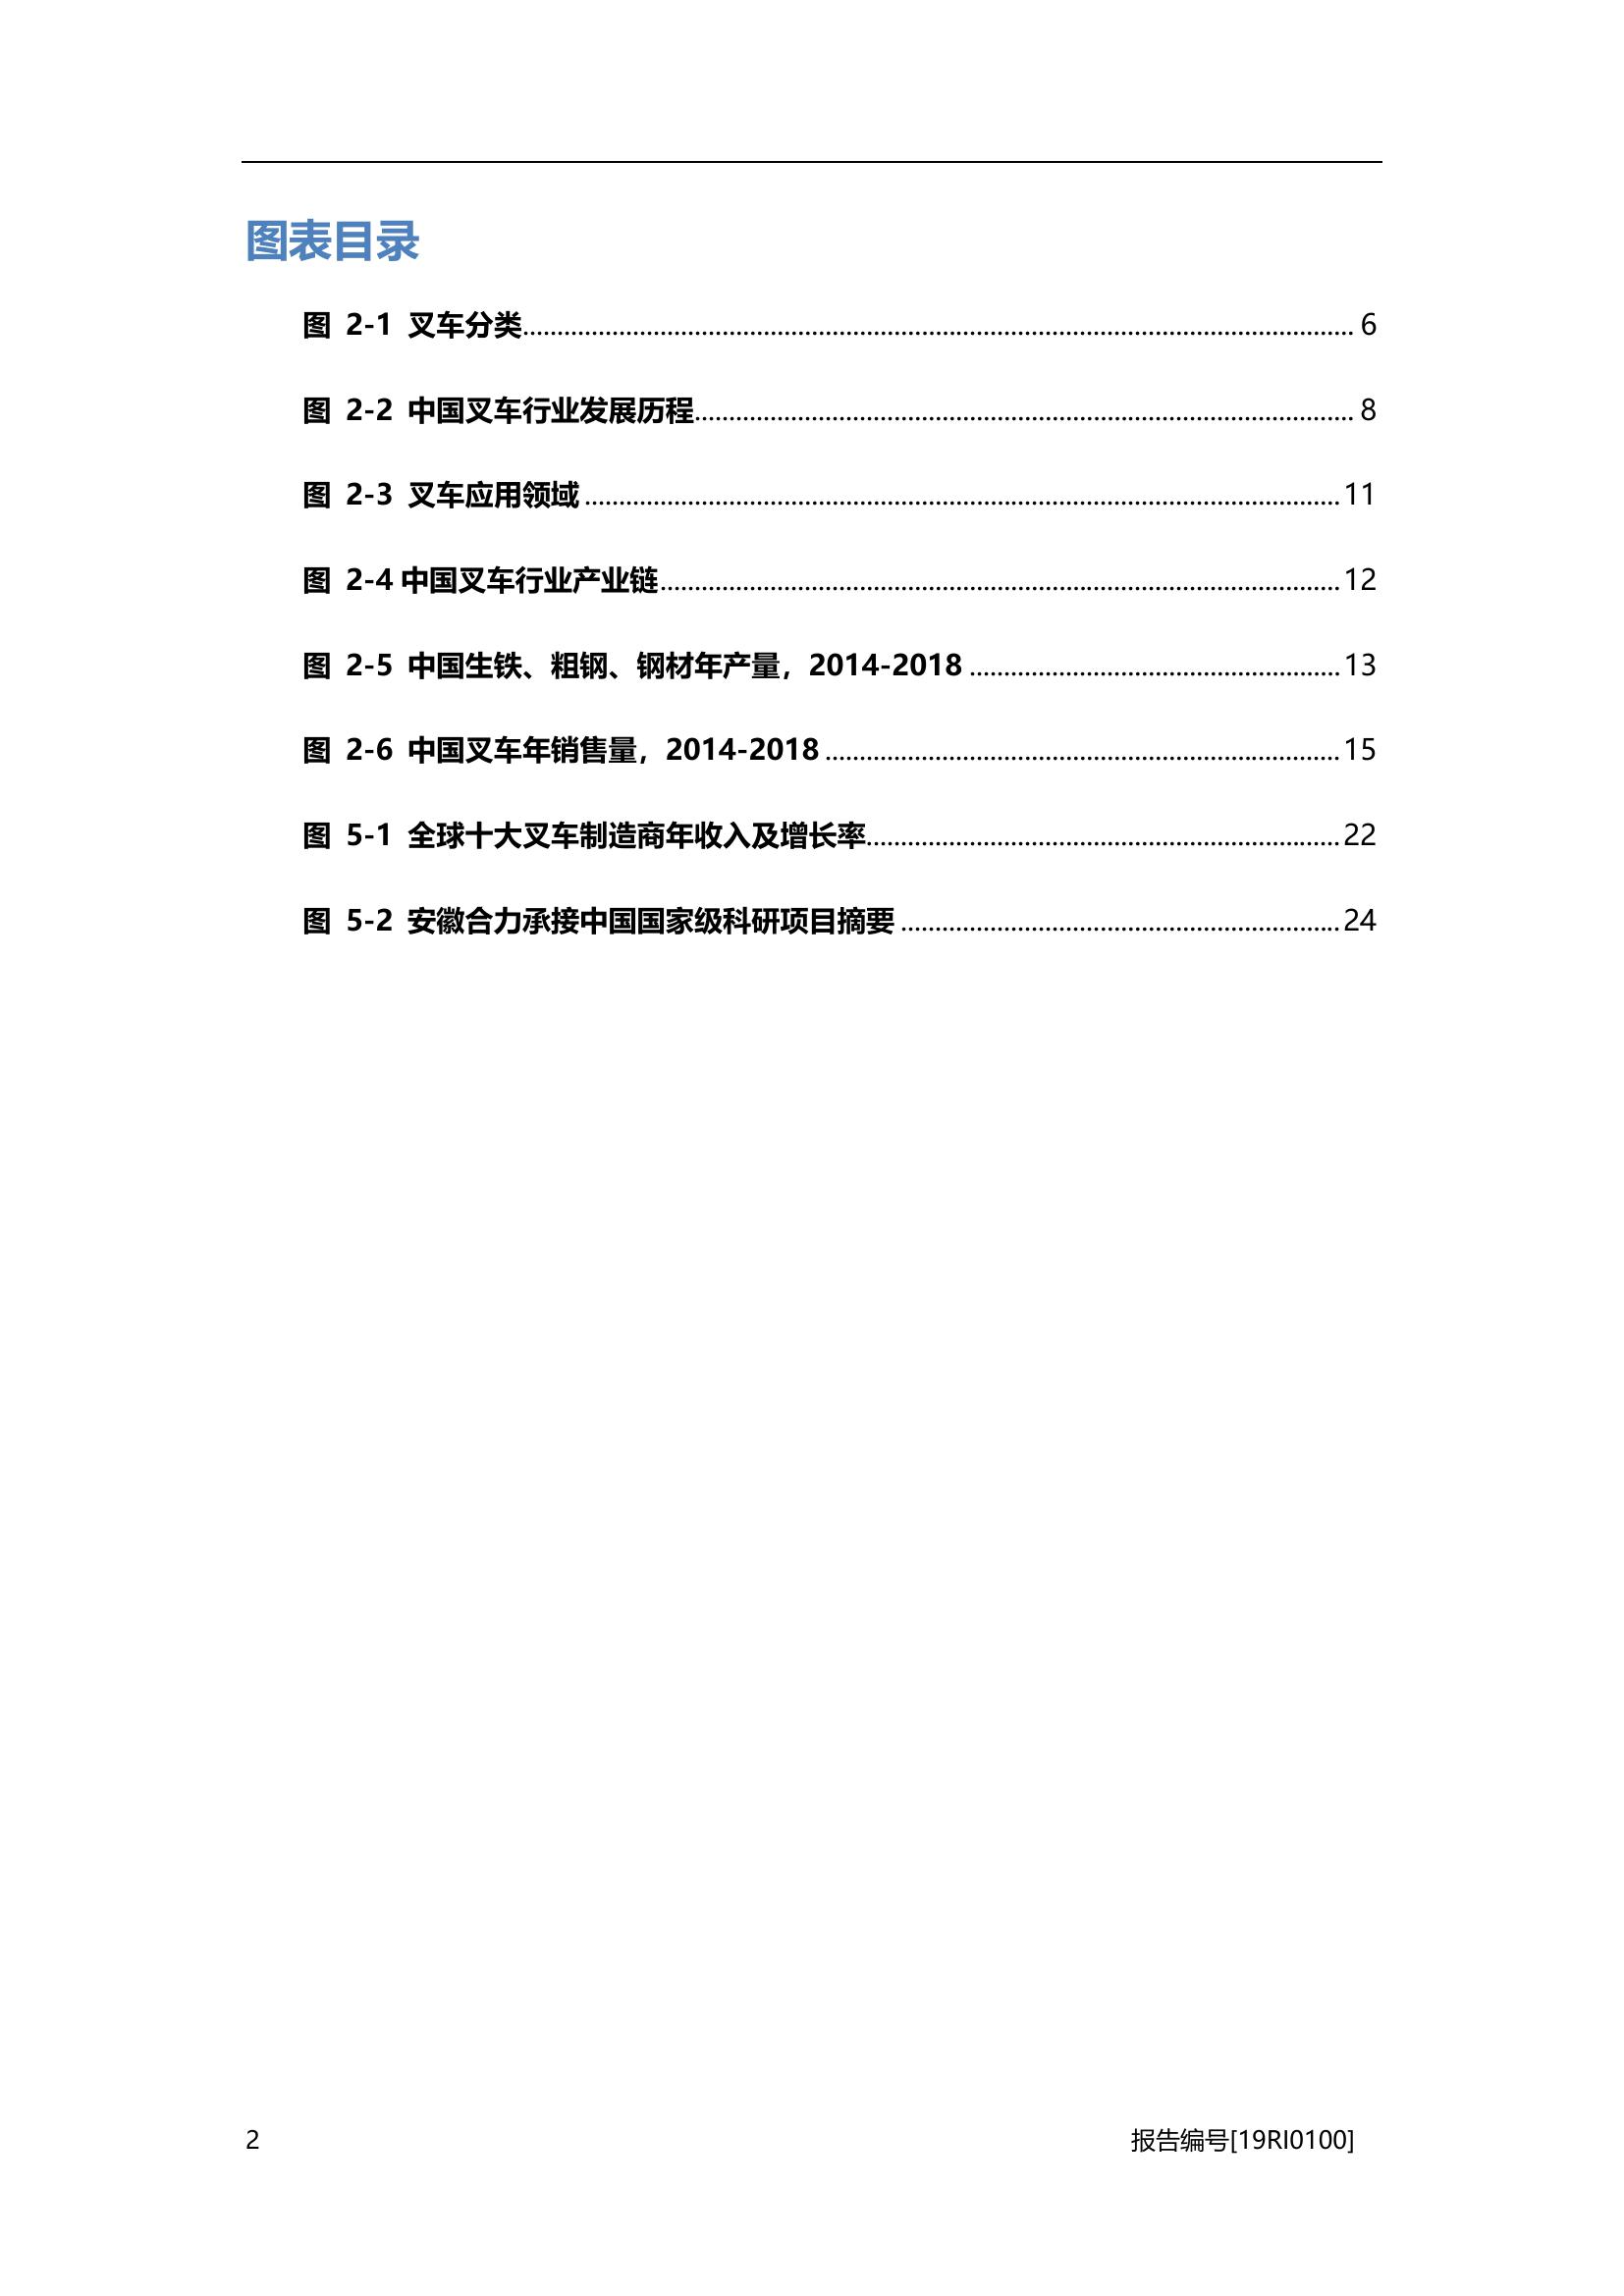 图表目录
图 2-1 叉车分类........................................ 6
图 2-2 中国叉车行业发展历程........................................ 8
图 2-3 叉车应用领域........................................ 11
图 2-4 中国叉车行业产业链........................................ 12
图 2-5 中国生铁、粗钢、钢材年产量，2014-2018........................................ 13
图 2-6 中国叉车年销售量，2014-2018........................................ 15
图 5-1 全球十大叉车制造商年收入及增长率........................................ 22
图 5-2 安徽合力承接中国国家级科研项目摘要........................................ 24
2 报告编号[19RI0100]